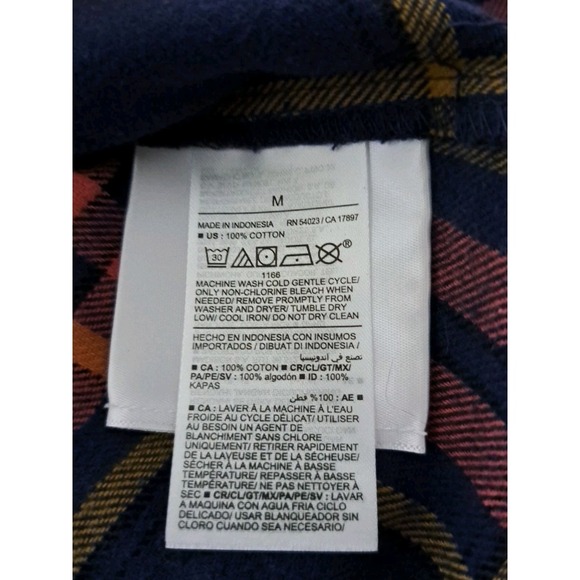 M
MADE IN INDONESIA RN 54023 / CA 17897
■ US : 100% COTTON
30 ®
1166
MACHINE WASH COLD GENTLE CYCLE/
ONLY NON-CHLORINE BLEACH WHEN
NEEDED/ REMOVE PROMPTLY FROM
WASHER AND DRYER/ TUMBLE DRY
LOW/ COOL IRON/ DO NOT DRY CLEAN
HECHO EN INDONESIA CON INSUMOS
IMPORTADOS / DIBUAT DI INDONESIA /
تصنع في اندونيسيا
■ CA : 100% COTON ■ CR/CL/GT/MX/
PA/PE/SV : 100% algodón ■ ID : 100%
KAPAS
■ AE : 100% قطن
■ CA : LAVER À LA MACHINE À L'EAU
FROIDE AU CYCLE DÉLICAT/ UTILISER
AU BESOIN UN AGENT DE
BLANCHIMENT SANS CHLORE
UNIQUEMENT/ RETIRER RAPIDEMENT
DE LA LAVEUSE ET DE LA SÉCHEUSE/
SÉCHER À LA MACHINE À BASSE
TEMPÉRATURE/ REPASSER À BASSE
TEMPÉRATURE/ NE PAS NETTOYER À
SEC ■ CR/CL/GT/MX/PA/PE/SV : LAVAR
A MAQUINA CON AGUA FRIA CICLO
DELICADO/ USAR BLANQUEADOR SIN
CLORO CUANDO SEA NECESARIO/